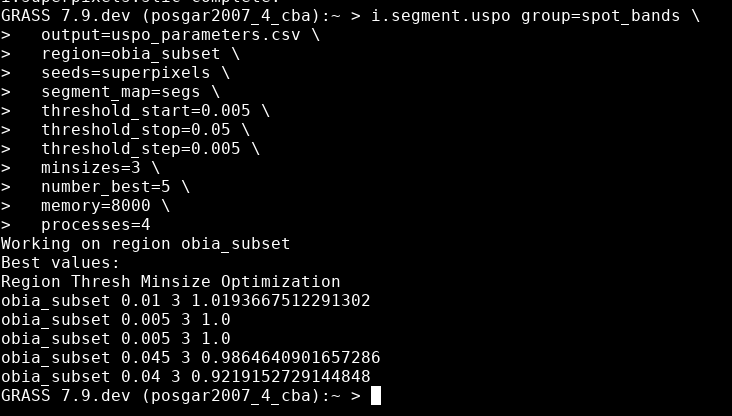 i.superpixels.slic complete.
GRASS 7.9.dev (posgar2007_4_cba):~ > i.segment.uspo group=spot_bands \
>   output=uspo_parameters.csv \
>   region=obia_subset \
>   seeds=superpixels \
>   segment_map=segs \
>   threshold_start=0.005 \
>   threshold_stop=0.05 \
>   threshold_step=0.005 \
>   minsizes=3 \
>   number_best=5 \
>   memory=8000 \
>   processes=4
Working on region obia_subset
Best values:
Region Thresh Minsize Optimization
obia_subset 0.01 3 1.0193667512291302
obia_subset 0.005 3 1.0
obia_subset 0.005 3 1.0
obia_subset 0.045 3 0.9864640901657286
obia_subset 0.04 3 0.9219152729144848
GRASS 7.9.dev (posgar2007_4_cba):~ >